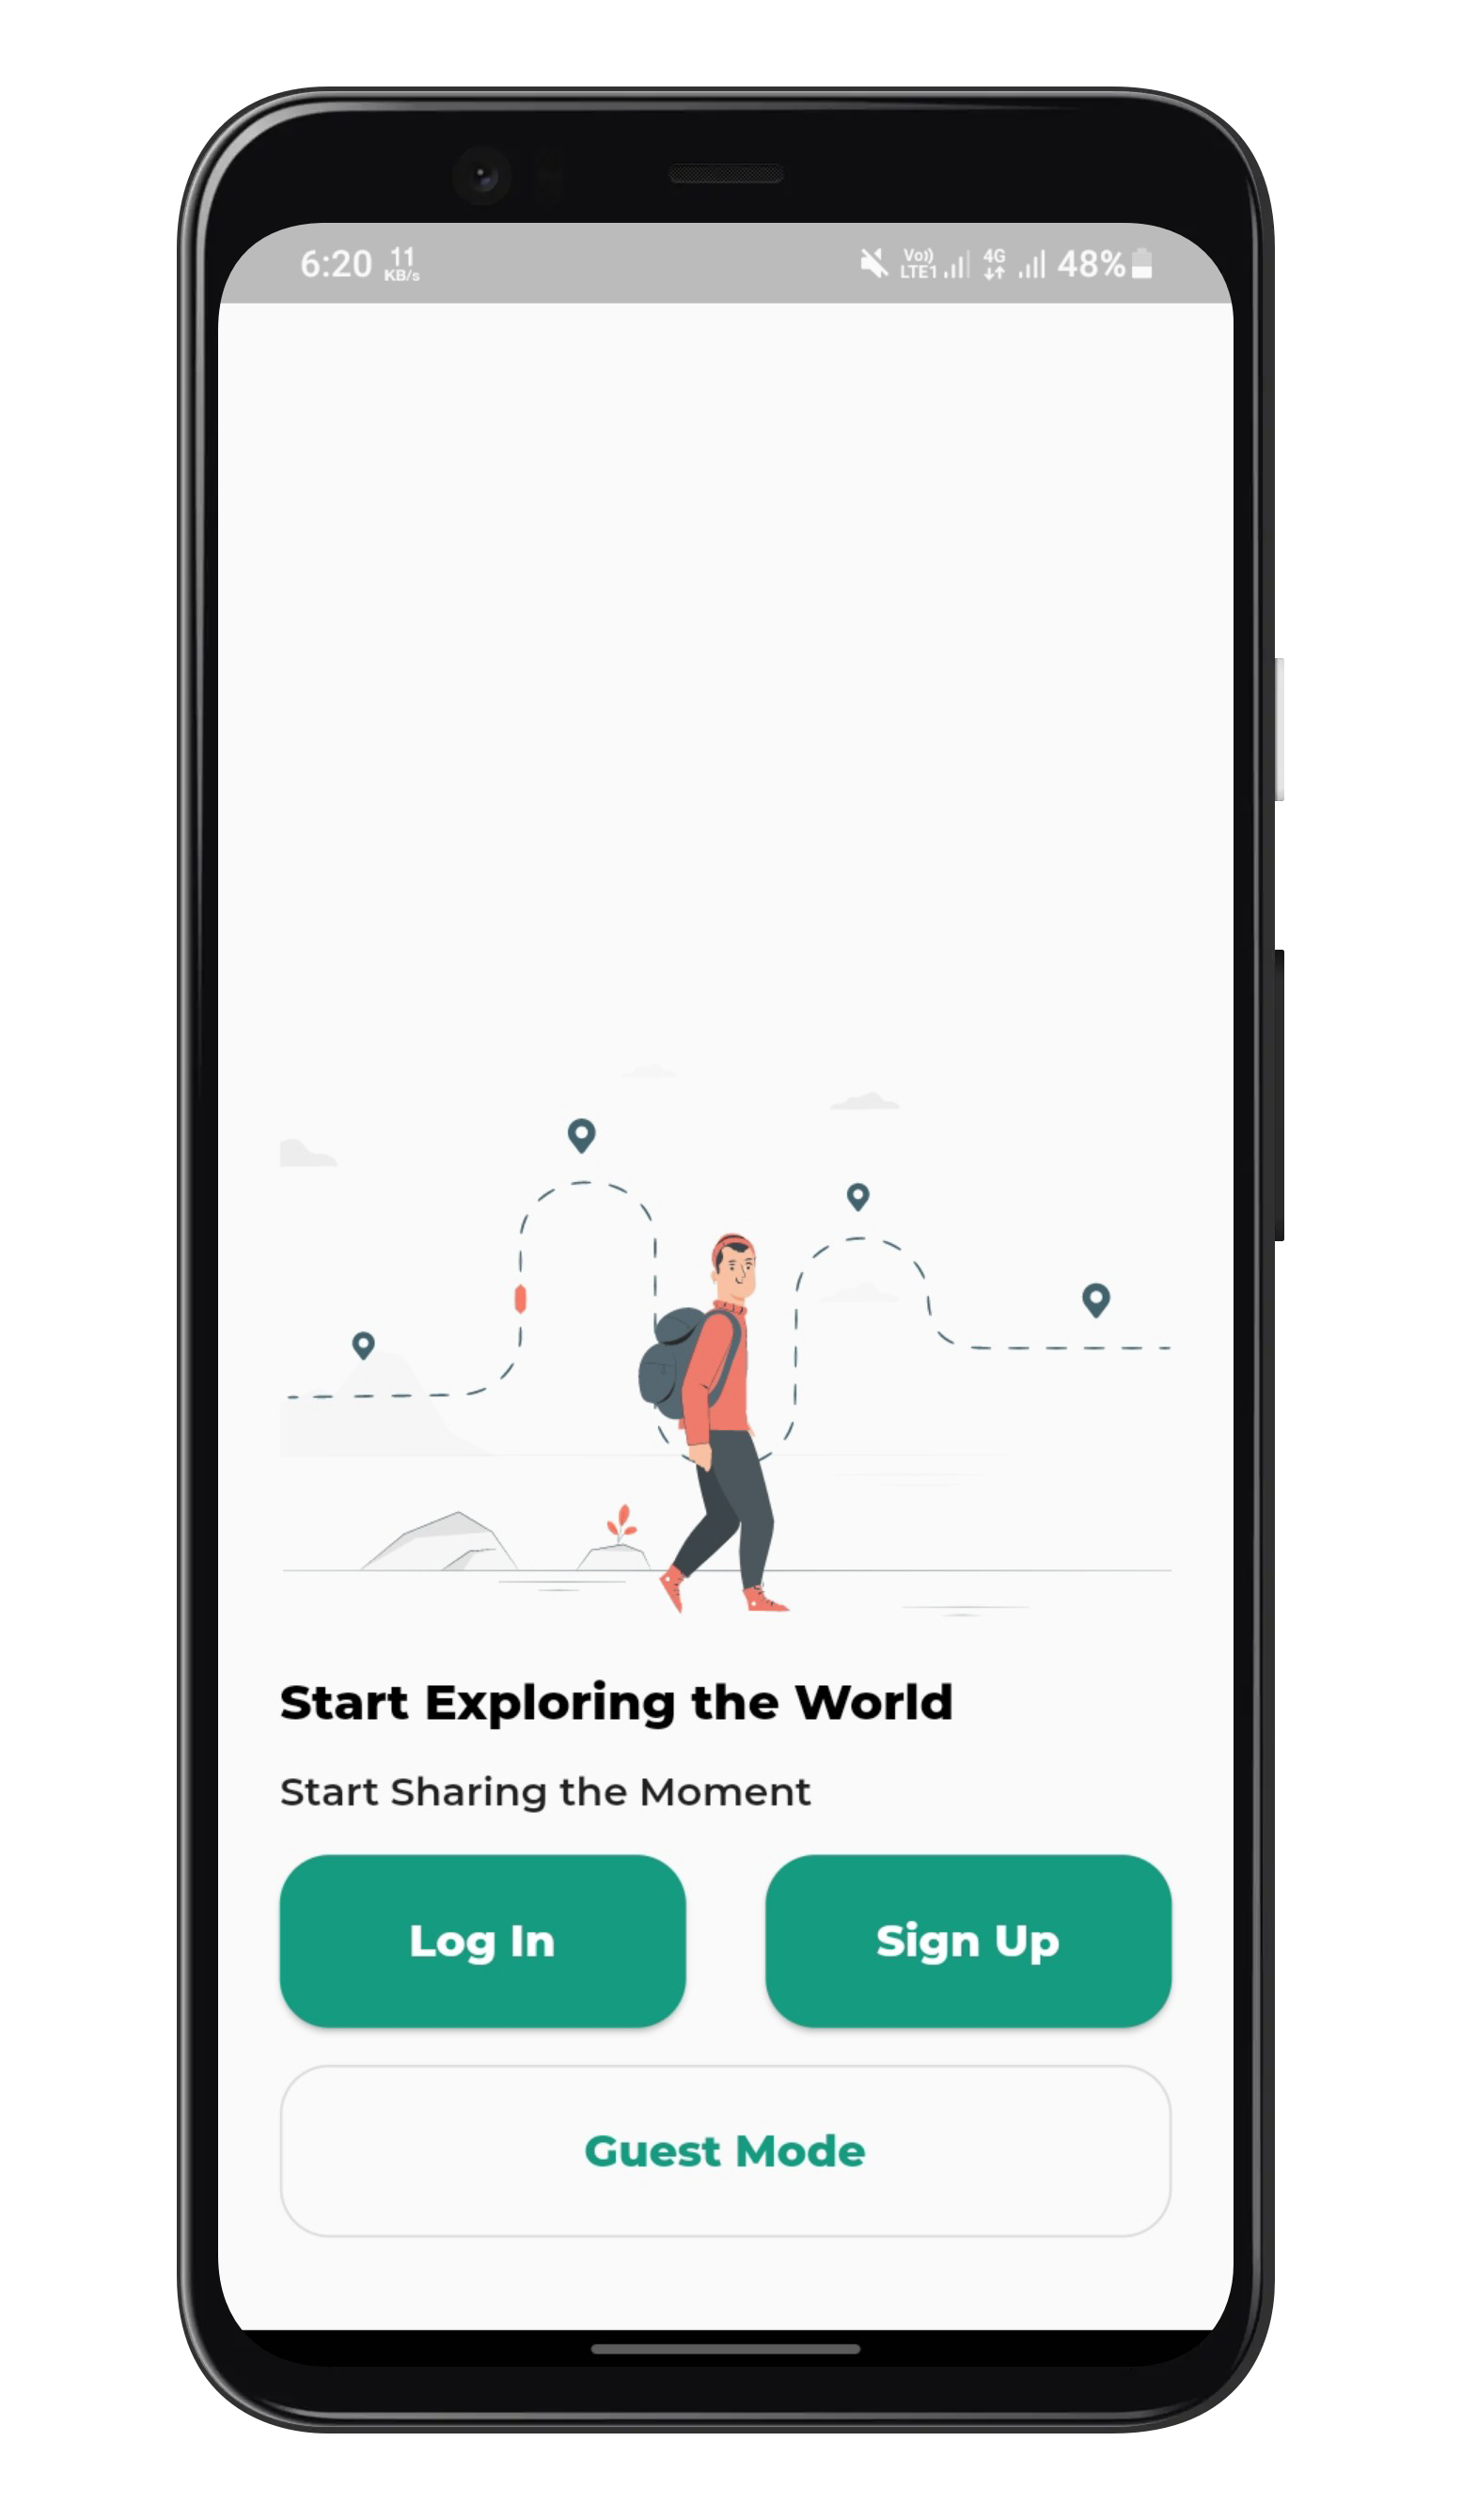 6:20 11 KB/s Vo)) LTE1 4G 48%
Start Exploring the World
Start Sharing the Moment
Log In Sign Up
Guest Mode